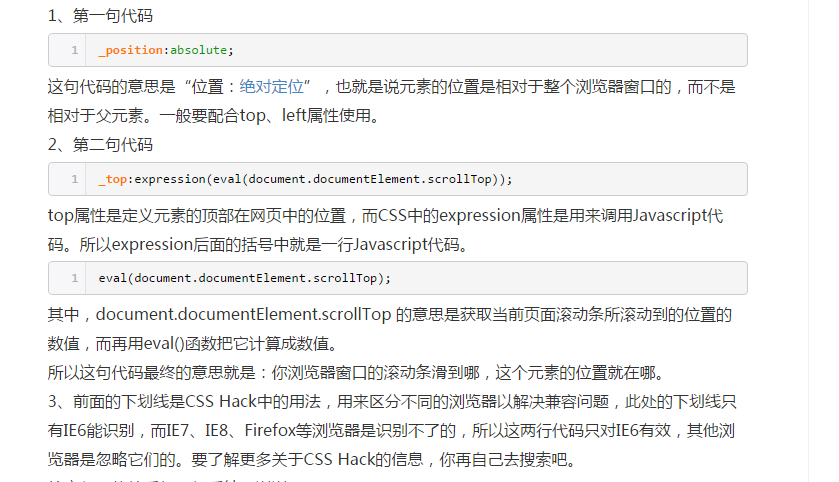 1、第一句代码
1 _position:absolute;
这句代码的意思是“位置：绝对定位”，也就是说元素的位置是相对于整个浏览器窗口的，而不是
相对于父元素。一般要配合top、left属性使用。
2、第二句代码
1 _top:expression(eval(document.documentElement.scrollTop));
top属性是定义元素的顶部在网页中的位置，而CSS中的expression属性是用来调用Javascript代
码。所以expression后面的括号中就是一行Javascript代码。
1 eval(document.documentElement.scrollTop);
其中，document.documentElement.scrollTop 的意思是获取当前页面滚动条所滚动到的位置的
数值，而再用eval()函数把它计算成数值。
所以这句代码最终的意思就是：你浏览器窗口的滚动条滑到哪，这个元素的位置就在哪。
3、前面的下划线是CSS Hack中的用法，用来区分不同的浏览器以解决兼容问题，此处的下划线只
有IE6能识别，而IE7、IE8、Firefox等浏览器是识别不了的，所以这两行代码只对IE6有效，其他浏
览器是忽略它们的。要了解更多关于CSS Hack的信息，你再自己去搜索吧。